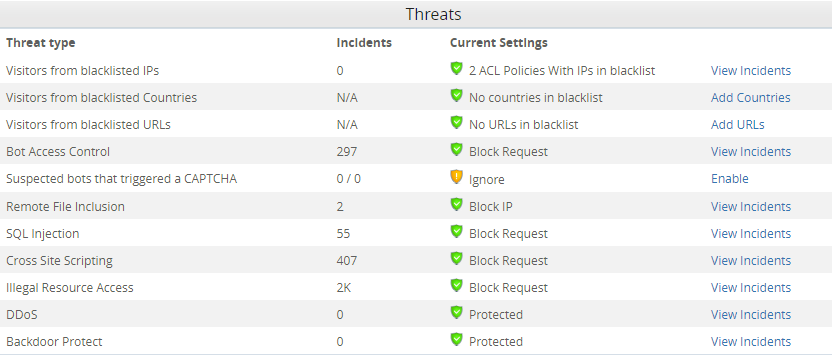 Threats
Threat type Incidents Current Settings
Visitors from blacklisted IPs 0 2 ACL Policies With IPs in blacklist View Incidents
Visitors from blacklisted Countries N/A No countries in blacklist Add Countries
Visitors from blacklisted URLs N/A No URLs in blacklist Add URLs
Bot Access Control 297 Block Request View Incidents
Suspected bots that triggered a CAPTCHA 0 / 0 Ignore Enable
Remote File Inclusion 2 Block IP View Incidents
SQL Injection 55 Block Request View Incidents
Cross Site Scripting 407 Block Request View Incidents
Illegal Resource Access 2K Block Request View Incidents
DDoS 0 Protected View Incidents
Backdoor Protect 0 Protected View Incidents